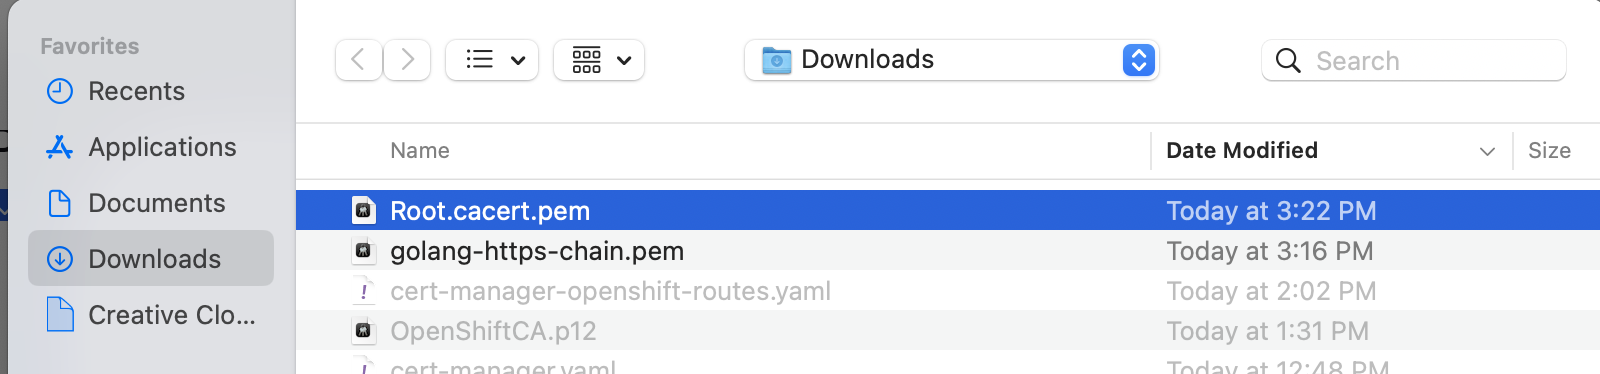 Favorites
Recents
Applications
Documents
Downloads
Creative Clo...
Downloads
Search
Name Date Modified Size
Root.cacert.pem Today at 3:22 PM
golang-https-chain.pem Today at 3:16 PM
cert-manager-openshift-routes.yaml Today at 2:02 PM
OpenShiftCA.p12 Today at 1:31 PM
cert-manager.yaml Today at 12:48 PM